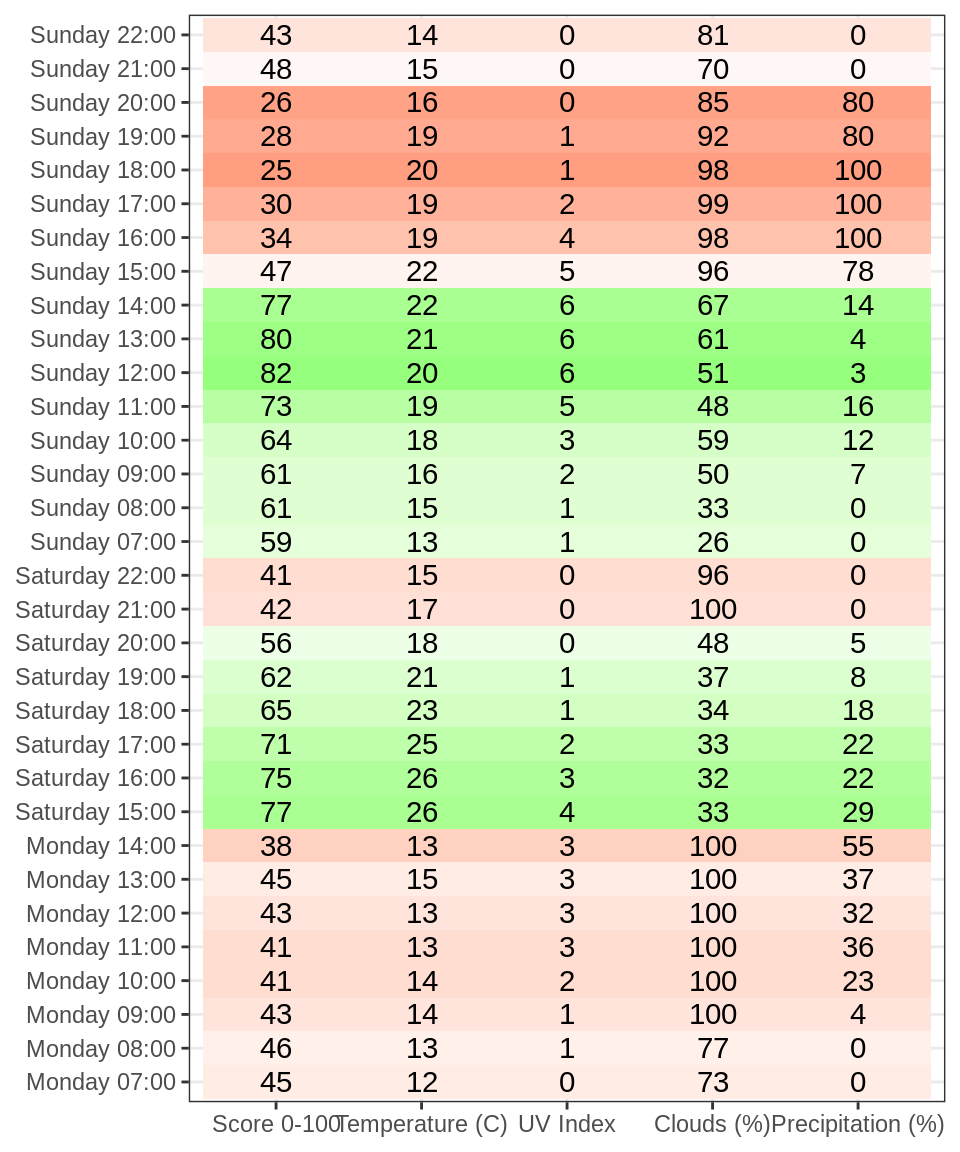 Sunday 22:00 43 14 0 81 0
Sunday 21:00 48 15 0 70 0
Sunday 20:00 26 16 0 85 80
Sunday 19:00 28 19 1 92 80
Sunday 18:00 25 20 1 98 100
Sunday 17:00 30 19 2 99 100
Sunday 16:00 34 19 4 98 100
Sunday 15:00 47 22 5 96 78
Sunday 14:00 77 22 6 67 14
Sunday 13:00 80 21 6 61 4
Sunday 12:00 82 20 6 51 3
Sunday 11:00 73 19 5 48 16
Sunday 10:00 64 18 3 59 12
Sunday 09:00 61 16 2 50 7
Sunday 08:00 61 15 1 33 0
Sunday 07:00 59 13 1 26 0
Saturday 22:00 41 15 0 96 0
Saturday 21:00 42 17 0 100 0
Saturday 20:00 56 18 0 48 5
Saturday 19:00 62 21 1 37 8
Saturday 18:00 65 23 1 34 18
Saturday 17:00 71 25 2 33 22
Saturday 16:00 75 26 3 32 22
Saturday 15:00 77 26 4 33 29
Monday 14:00 38 13 3 100 55
Monday 13:00 45 15 3 100 37
Monday 12:00 43 13 3 100 32
Monday 11:00 41 13 3 100 36
Monday 10:00 41 14 2 100 23
Monday 09:00 43 14 1 100 4
Monday 08:00 46 13 1 77 0
Monday 07:00 45 12 0 73 0
Score 0-100 Temperature (C) UV Index Clouds (%) Precipitation (%)